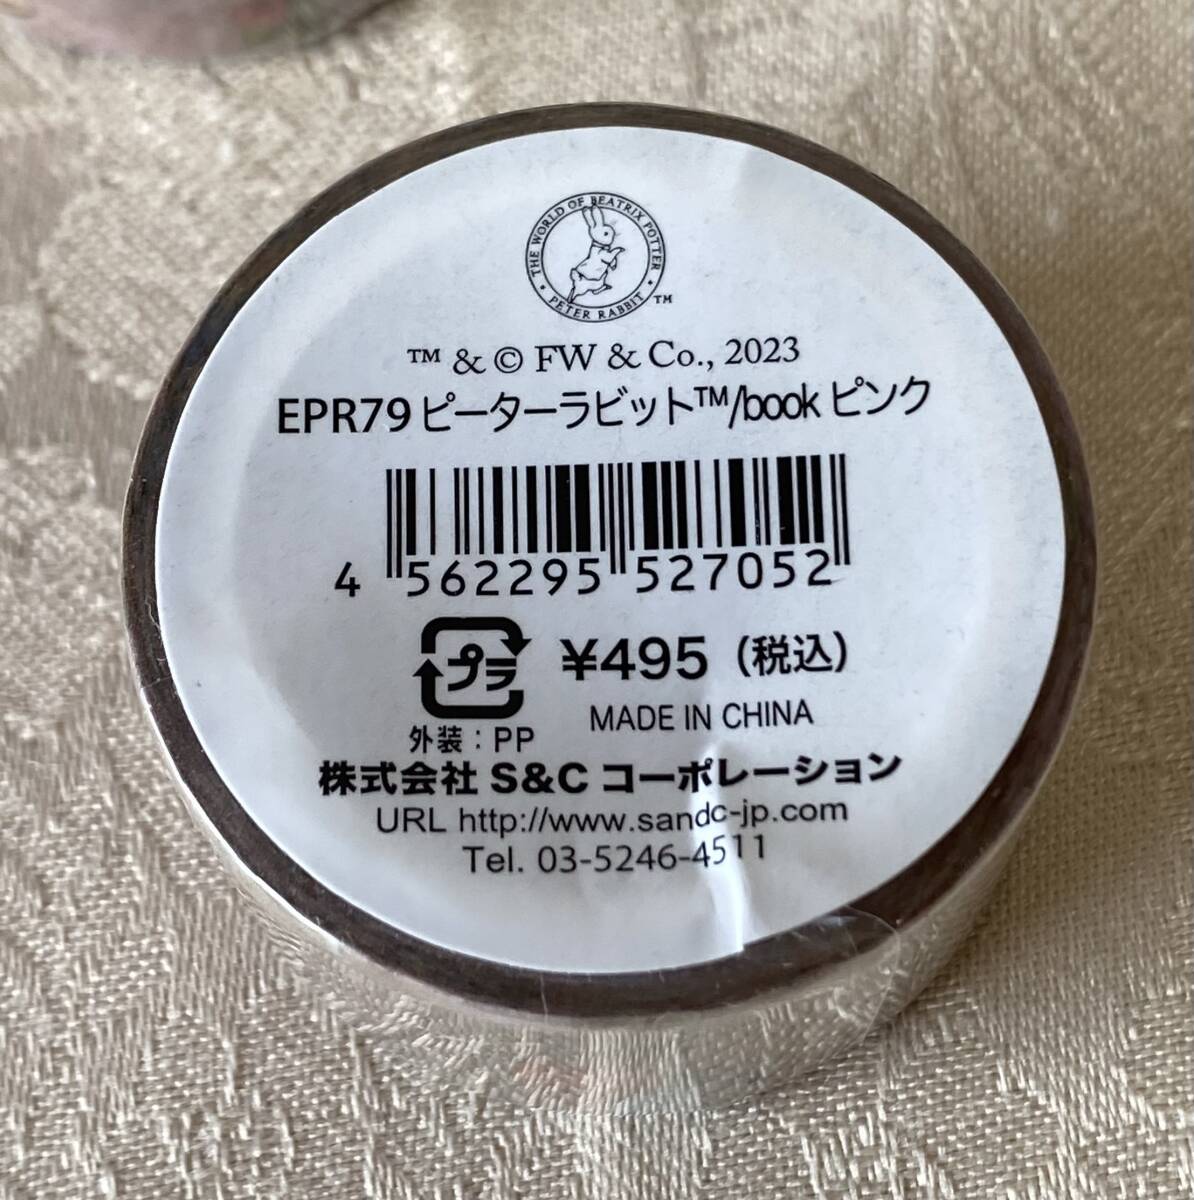 THE WORLD OF BEATRIX POTTER
PETER RABBIT ™
™ & © FW & Co., 2023
EPR79 ピーターラビット™/book ピンク
4 562295 527052
プラ ¥495（税込）
外装：PP MADE IN CHINA
株式会社 S&C コーポレーション
URL http://www.sandc-jp.com
Tel. 03-5246-4511